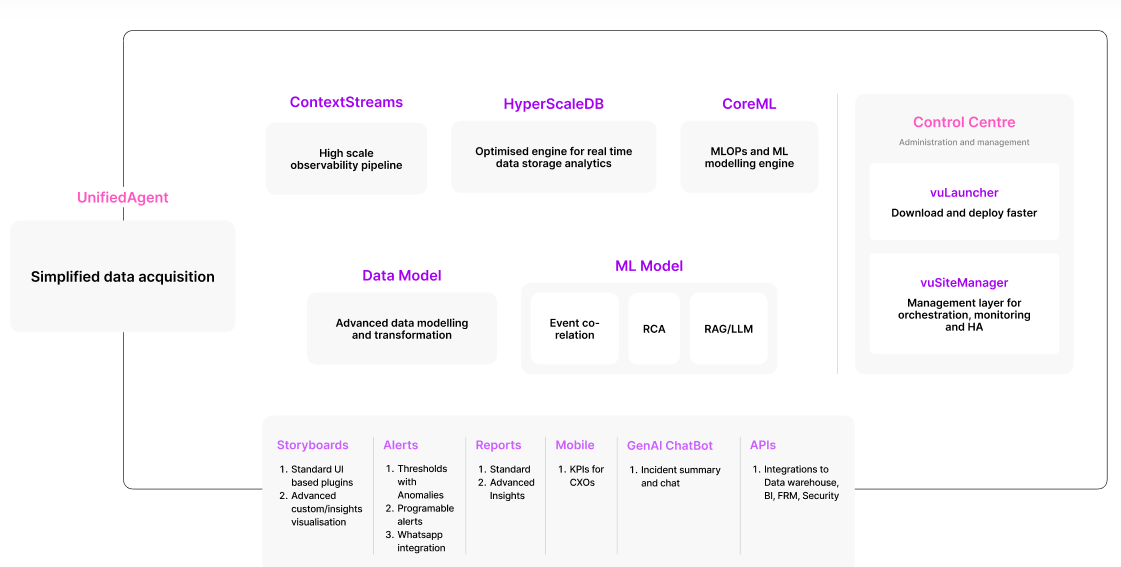 ContextStreams
High scale
observability pipeline
HyperScaleDB
Optimised engine for real time
data storage analytics
CoreML
MLOPs and ML
modelling engine
Control Centre
Administration and management
vuLauncher
Download and deploy faster
vuSiteManager
Management layer for
orchestration, monitoring
and HA
UnifiedAgent
Simplified data acquisition
Data Model
Advanced data modelling
and transformation
ML Model
Event co-
relation
RCA
RAG/LLM
Storyboards
1. Standard UI
based plugins
2. Advanced
custom/insights
visualisation
Alerts
1. Thresholds
with
Anomalies
2. Programable
alerts
3. Whatsapp
integration
Reports
1. Standard
2. Advanced
Insights
Mobile
1. KPIs for
CXOs
GenAI ChatBot
1. Incident summary
and chat
APIs
1. Integrations to
Data warehouse,
BI, FRM, Security